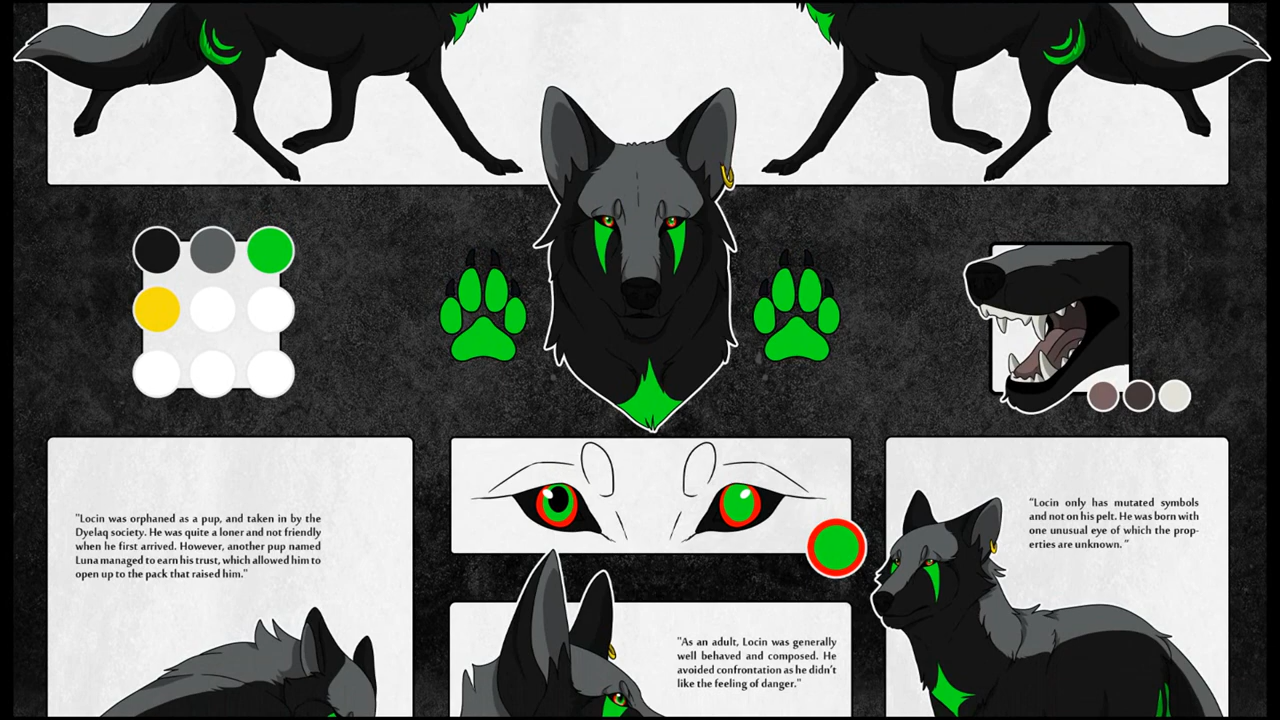 "Locin was orphaned as a pup, and taken in by the
Dyelaq society. He was quite a loner and not friendly
when he first arrived. However, another pup named
Luna managed to earn his trust, which allowed him to
open up to the pack that raised him."
"As an adult, Locin was generally
well behaved and composed. He
avoided confrontation as he didn't
like the feeling of danger."
"Locin only has mutated symbols
and not on his pelt. He was born with
one unusual eye of which the prop-
erties are unknown. "